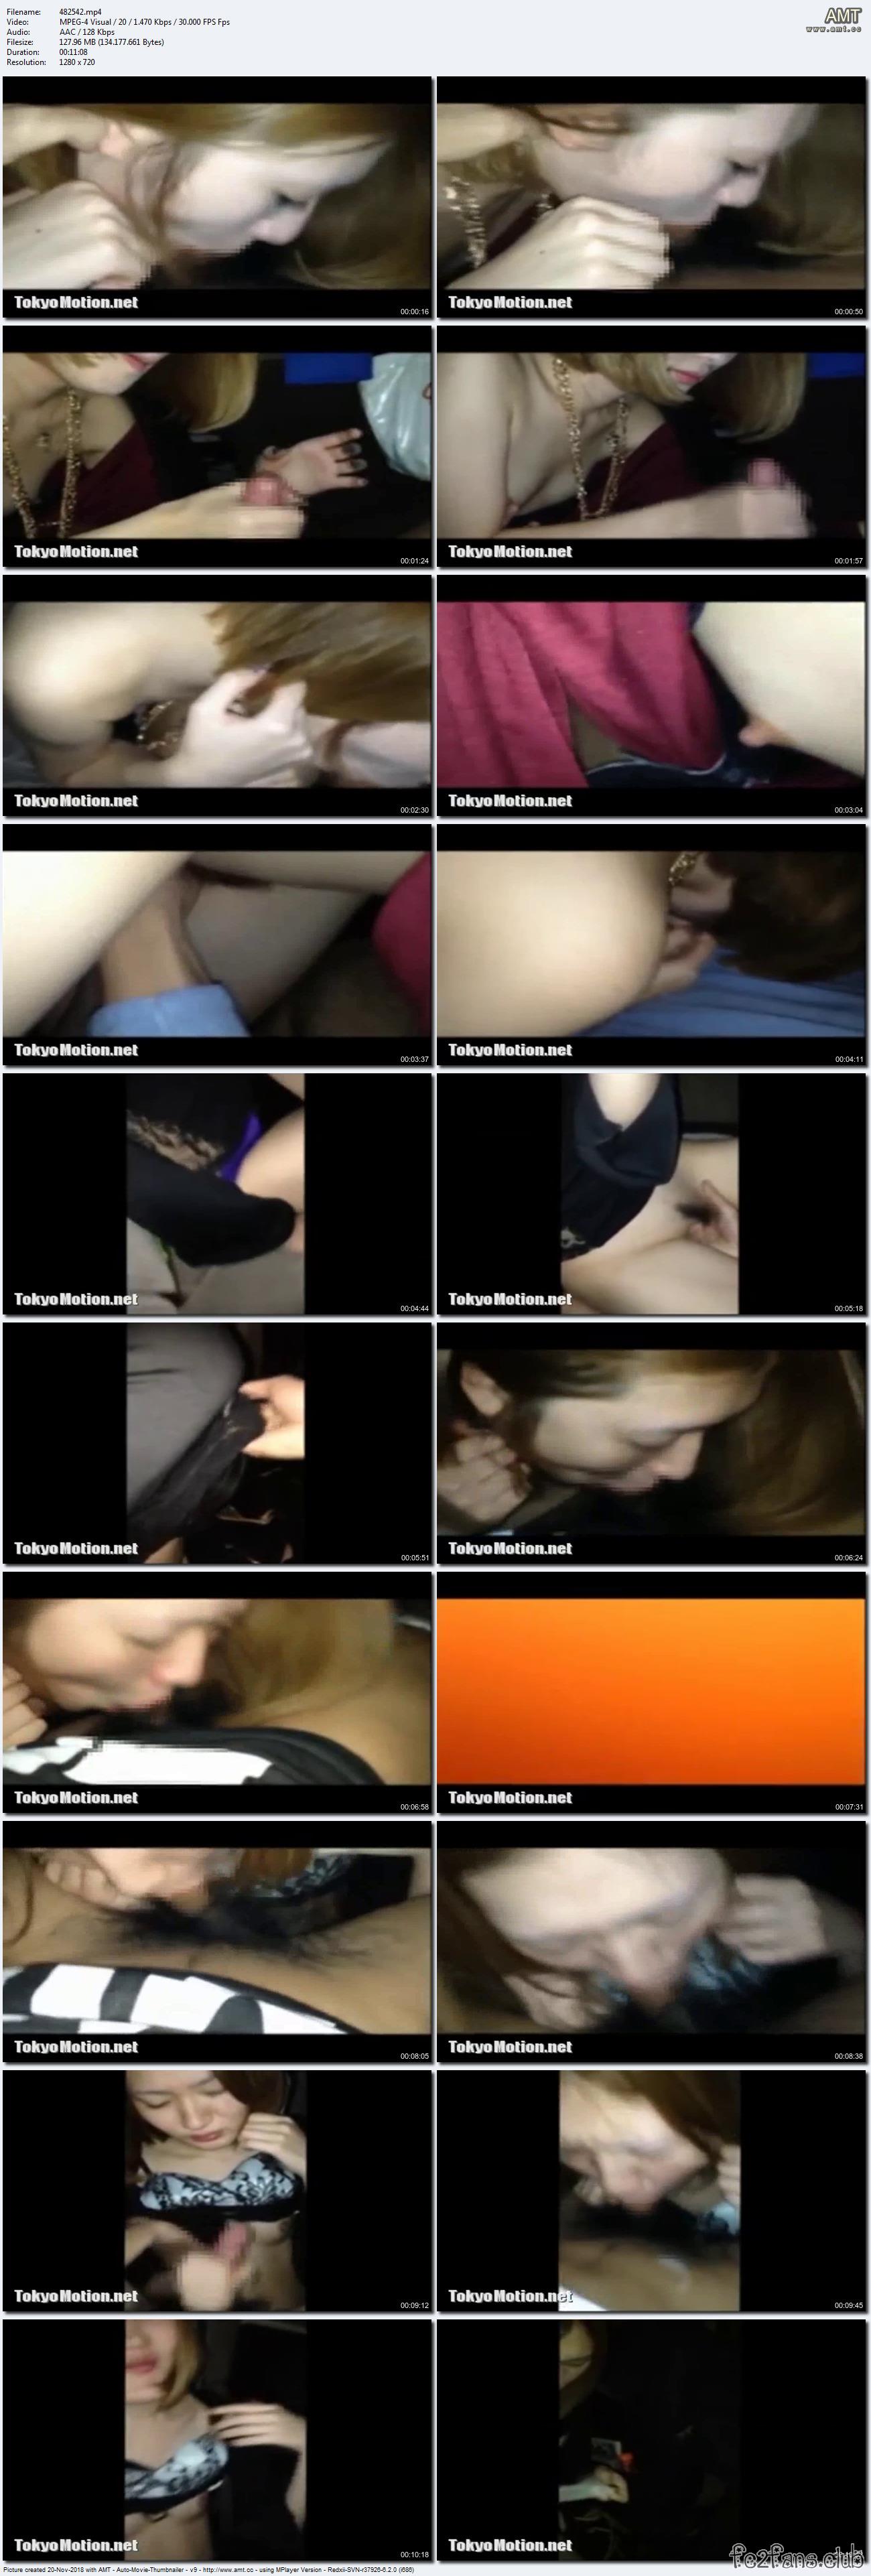 Filename: 482542.mp4
AMT
Video: MPEG-4 Visual / 20 / 1.470 Kbps / 30.000 FPS Fps
www.amt.cc
Audio: AAC / 128 Kbps
Filesize: 127.96 MB (134.177.661 Bytes)
Duration: 00:11:08
Resolution: 1280 x 720
TokyoMotion.net
00:00:16
TokyoMotion.net
00:00:50
TokyoMotion.net
00:01:24
TokyoMotion.net
00:01:57
TokyoMotion.net
00:02:30
TokyoMotion.net
00:03:04
TokyoMotion.net
00:03:37
TokyoMotion.net
00:04:11
TokyoMotion.net
00:04:44
TokyoMotion.net
00:05:18
TokyoMotion.net
00:05:51
TokyoMotion.net
00:06:24
TokyoMotion.net
00:06:58
TokyoMotion.net
00:07:31
TokyoMotion.net
00:08:05
TokyoMotion.net
00:08:38
TokyoMotion.net
00:09:12
TokyoMotion.net
00:09:45
TokyoMotion.net
00:10:18
TokyoMotion.net
fc2fans.club
Picture created 20-Nov-2018 with AMT - Auto-Movie-Thumbnailer - v9 - http://www.amt.cc - using MPlayer Version - Redxii-SVN-r37926-6.2.0 (i686)